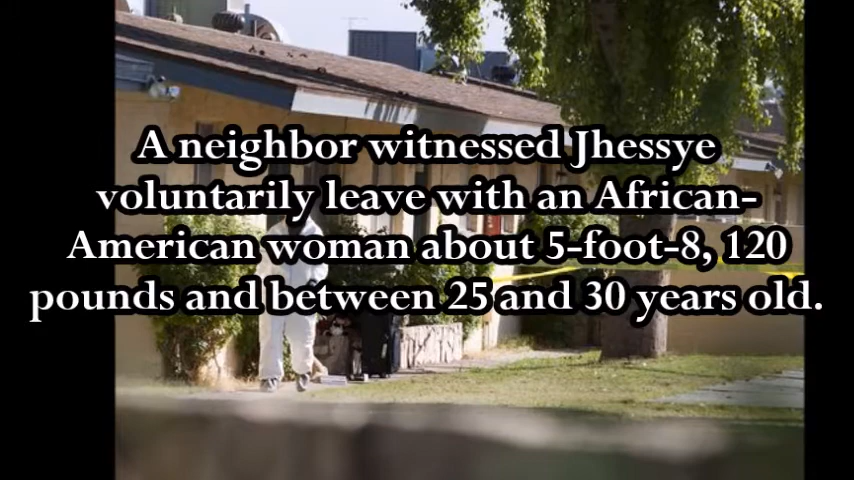 A neighbor witnessed Jhessye
voluntarily leave with an African-
American woman about 5-foot-8, 120
pounds and between 25 and 30 years old.